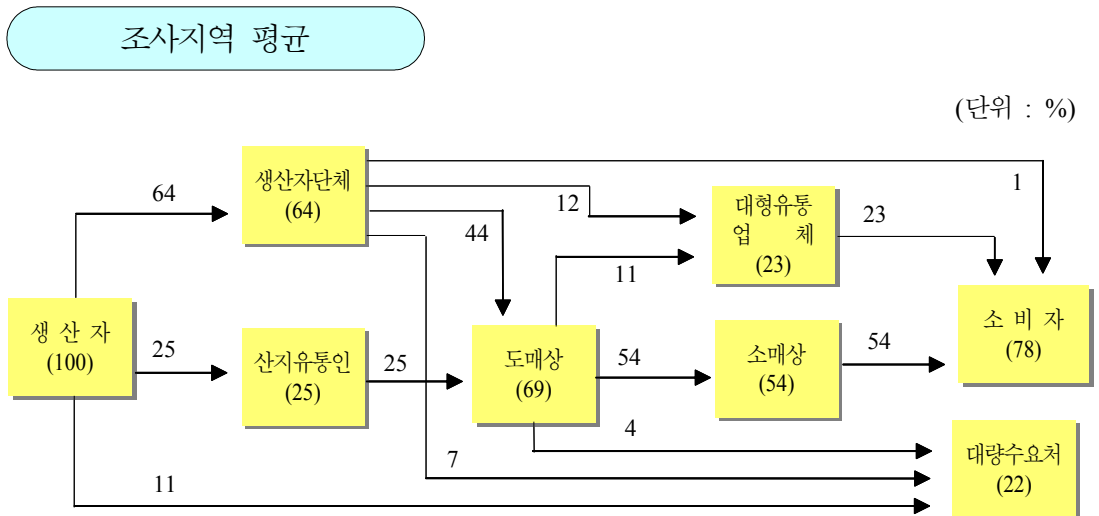 조사지역 평균
(단위 : %)
생산자단체
(64)
64
12
44
1
대형유통
업 체
(23)
23
11
생 산 자
(100)
25
산지유통인
(25)
25
도매상
(69)
54
소매상
(54)
54
소 비 자
(78)
4
7
11
대량수요처
(22)